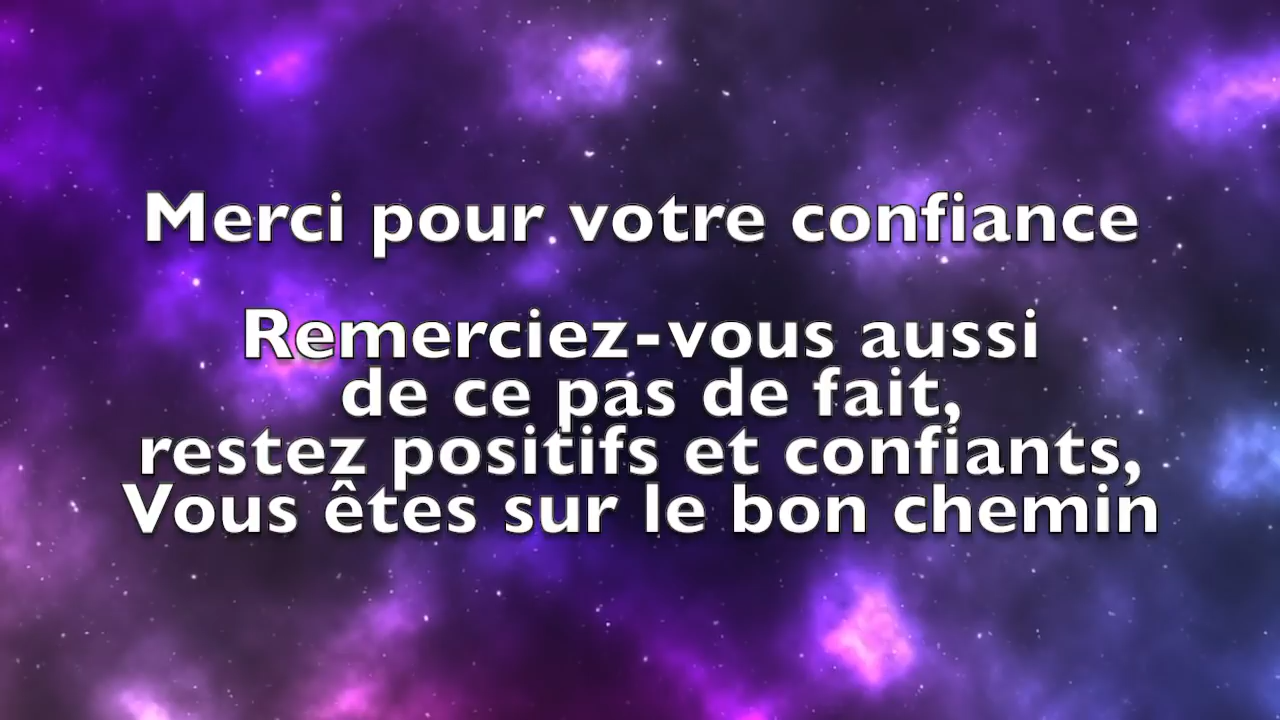 Merci pour votre confiance
Remerciez-vous aussi
de ce pas de fait,
restez positifs et confiants,
Vous êtes sur le bon chemin